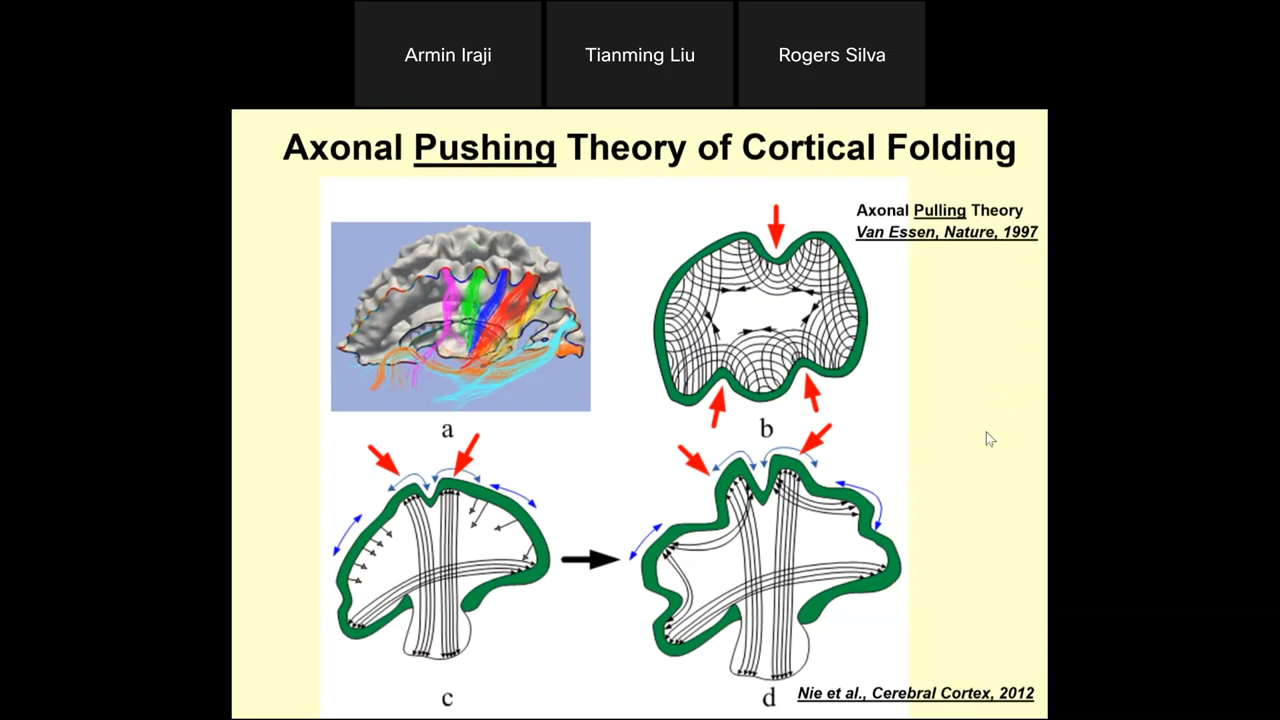 Armin Iraji
Tianming Liu
Rogers Silva
Axonal Pushing Theory of Cortical Folding
Axonal Pulling Theory
Van Essen, Nature, 1997
a
b
c
d
Nie et al., Cerebral Cortex, 2012